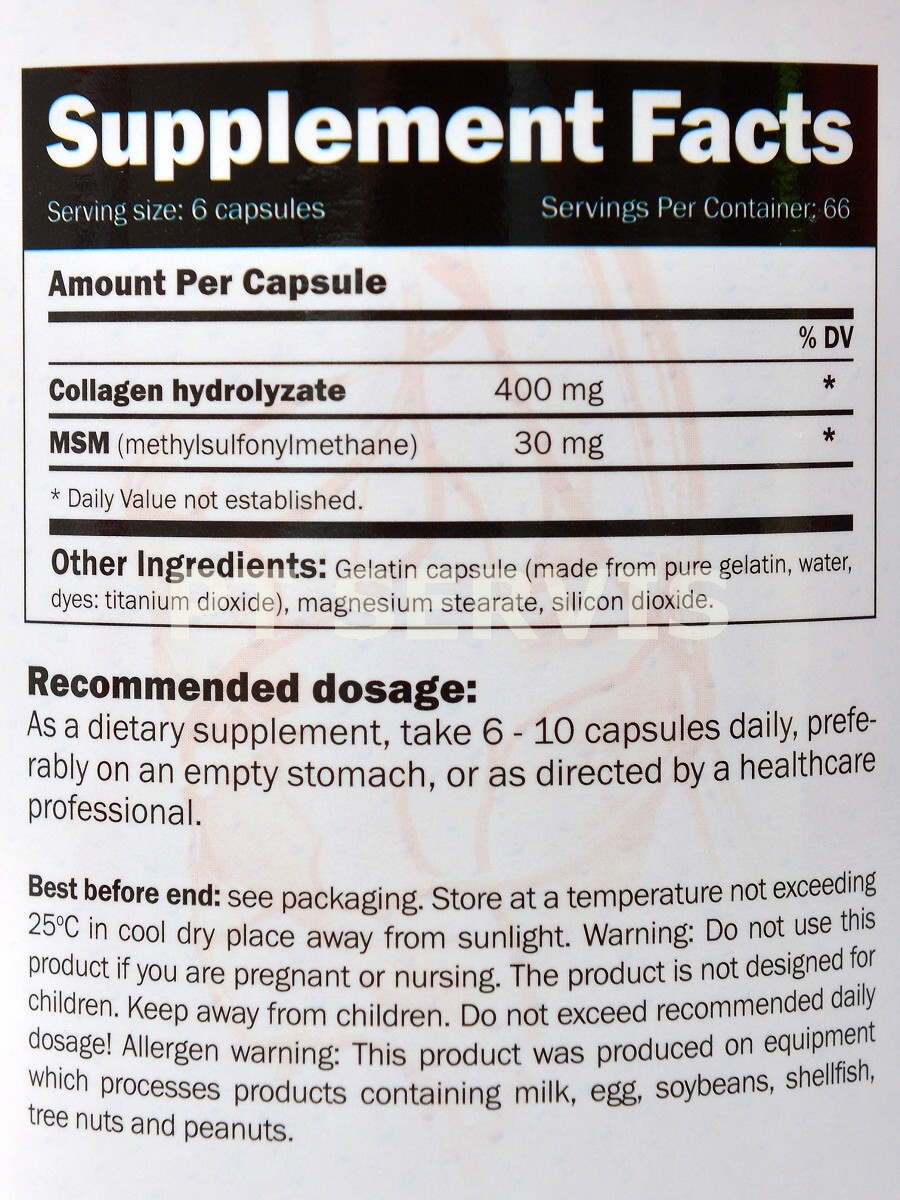 Supplement Facts
Serving size: 6 capsules Servings Per Container: 66
Amount Per Capsule
% DV
Collagen hydrolyzate 400 mg *
MSM (methylsulfonylmethane) 30 mg *
* Daily Value not established.
Other Ingredients: Gelatin capsule (made from pure gelatin, water,
dyes: titanium dioxide), magnesium stearate, silicon dioxide.
FT SERVIS
Recommended dosage:
As a dietary supplement, take 6 - 10 capsules daily, prefe-
rably on an empty stomach, or as directed by a healthcare
professional.
Best before end: see packaging. Store at a temperature not exceeding
25ºC in cool dry place away from sunlight. Warning: Do not use this
product if you are pregnant or nursing. The product is not designed for
children. Keep away from children. Do not exceed recommended daily
dosage! Allergen warning: This product was produced on equipment
which processes products containing milk, egg, soybeans, shellfish,
tree nuts and peanuts.